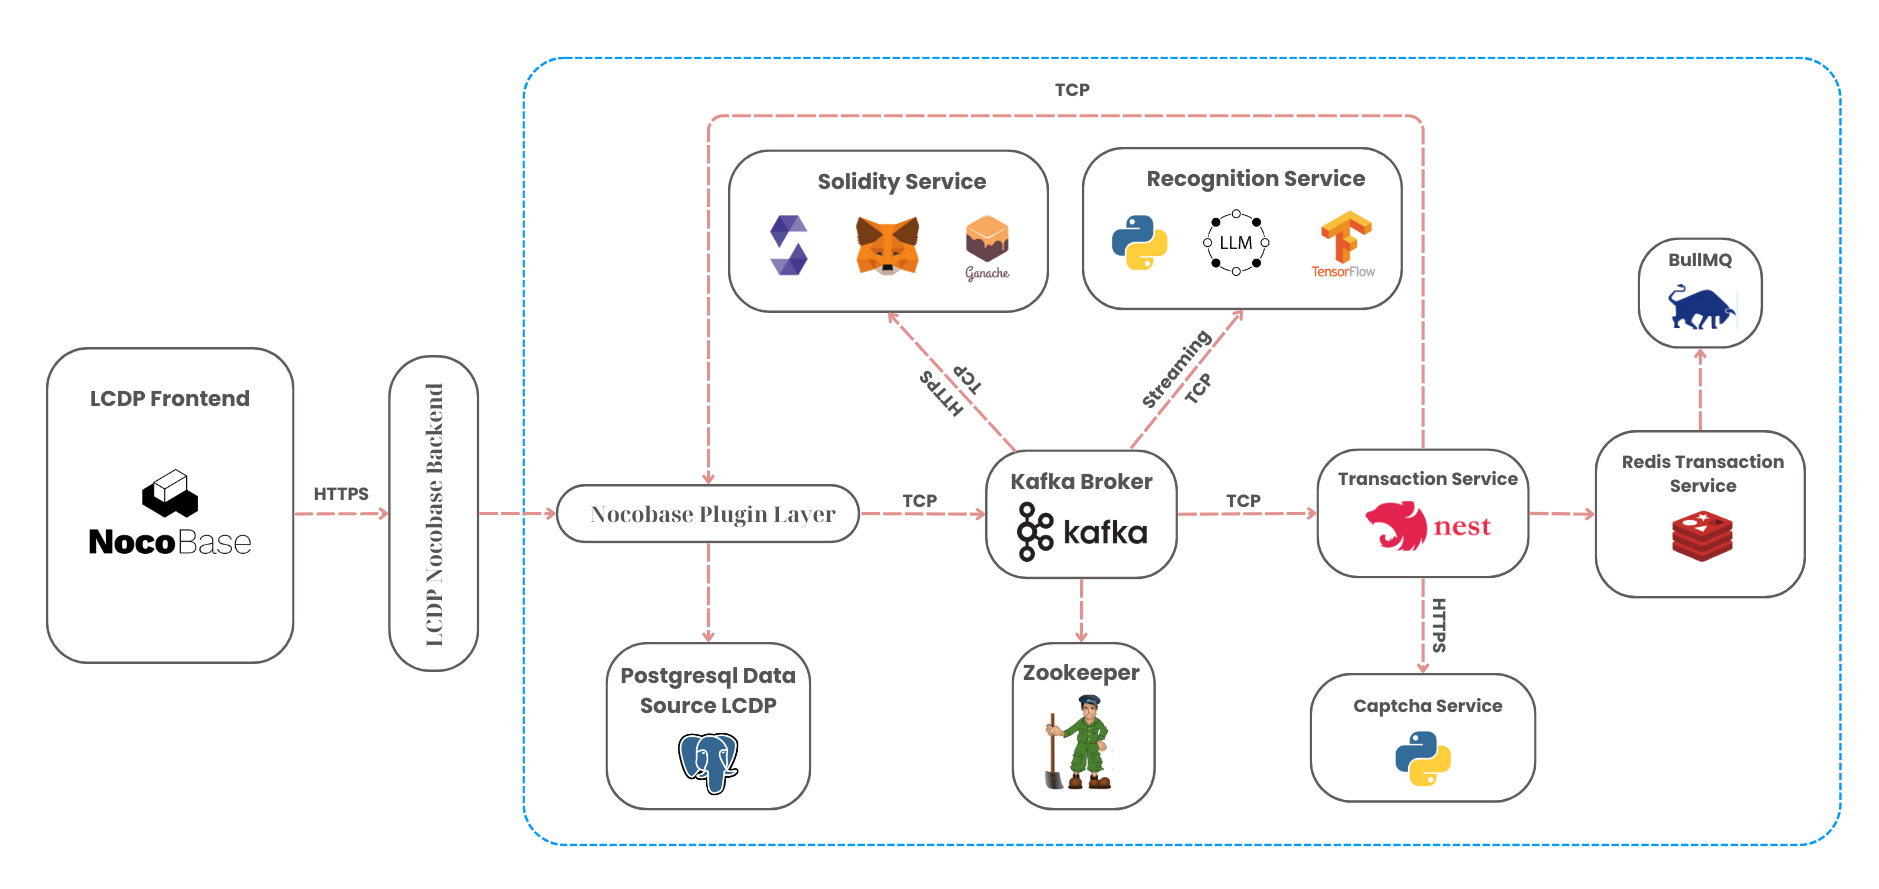 TCP
Solidity Service
Ganache
Recognition Service
LLM
TensorFlow
BullMQ
HTTPS
TCP
Streaming
TCP
LCDP Frontend
NocoBase
HTTPS
LCDP Nocobase Backend
Nocobase Plugin Layer
TCP
Kafka Broker
kafka
TCP
Transaction Service
nest
Redis Transaction
Service
HTTPS
Postgresql Data
Source LCDP
Zookeeper
Captcha Service